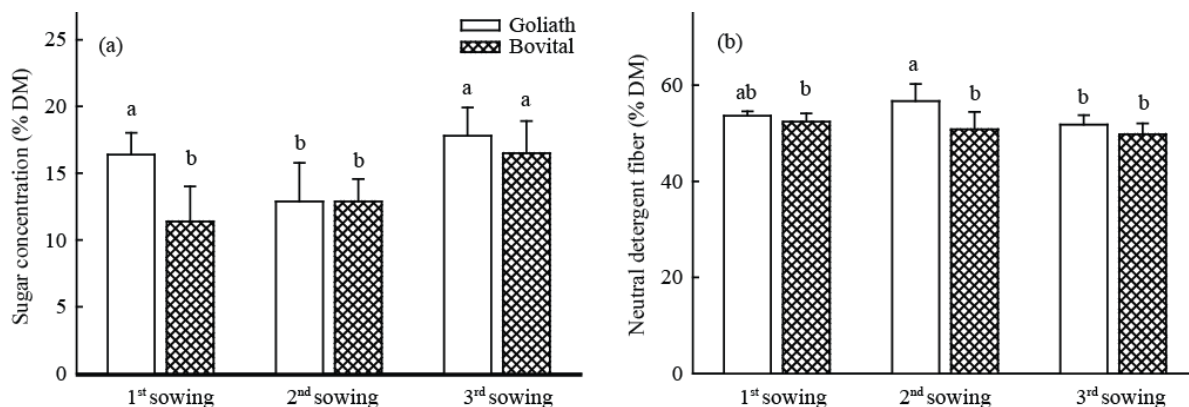 (a)
Goliath
Bovital
Sugar concentration (% DM)
25
20
15
10
5
0
a
b
b
b
a
a
1st sowing
2nd sowing
3rd sowing
(b)
Neutral detergent fiber (% DM)
60
40
20
0
ab
b
a
b
b
b
1st sowing
2nd sowing
3rd sowing